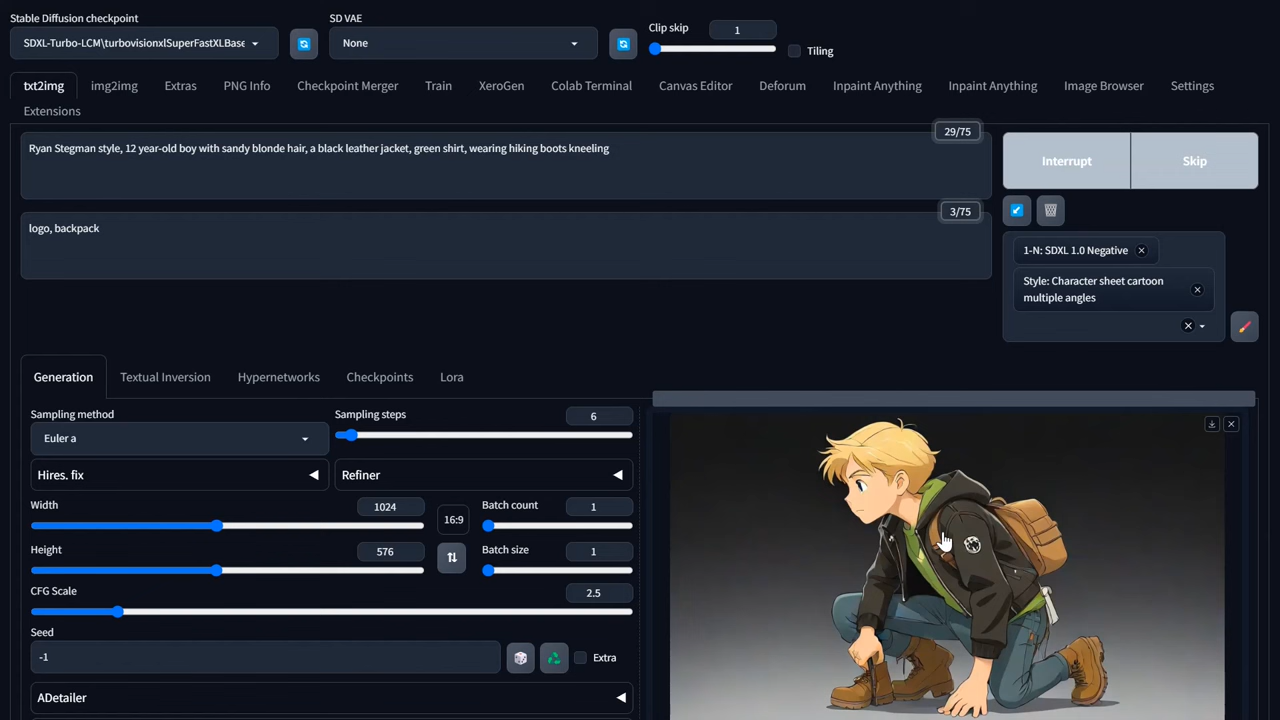 Stable Diffusion checkpoint
SDXL-Turbo-LCM\turbovisionxlSuperFastXLBase
SD VAE
None
Clip skip
1
Tiling
txt2img
img2img
Extras
PNG Info
Checkpoint Merger
Train
XeroGen
Colab Terminal
Canvas Editor
Deforum
Inpaint Anything
Inpaint Anything
Image Browser
Settings
Extensions
29/75
Ryan Stegman style, 12 year-old boy with sandy blonde hair, a black leather jacket, green shirt, wearing hiking boots kneeling
Interrupt
Skip
3/75
logo, backpack
1-N: SDXL 1.0 Negative
Style: Character sheet cartoon
multiple angles
Generation
Textual Inversion
Hypernetworks
Checkpoints
Lora
Sampling method
Euler a
Sampling steps
6
Hires. fix
Refiner
Width
1024
16:9
Batch count
1
Height
576
Batch size
1
CFG Scale
2.5
Seed
-1
Extra
ADetailer